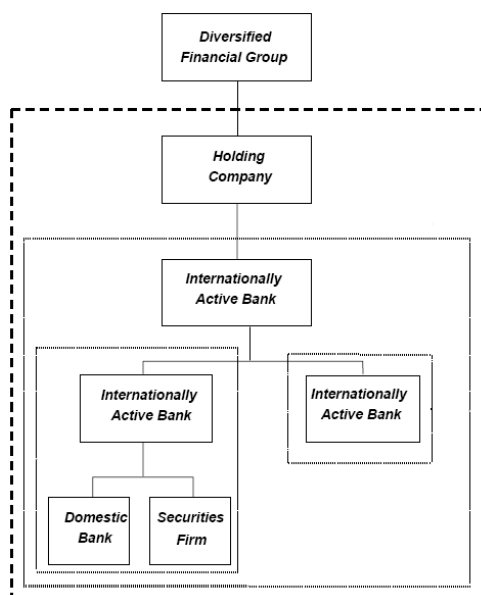 Diversified
Financial Group
Holding
Company
Internationally
Active Bank
Internationally
Active Bank
Internationally
Active Bank
Domestic
Bank
Securities
Firm